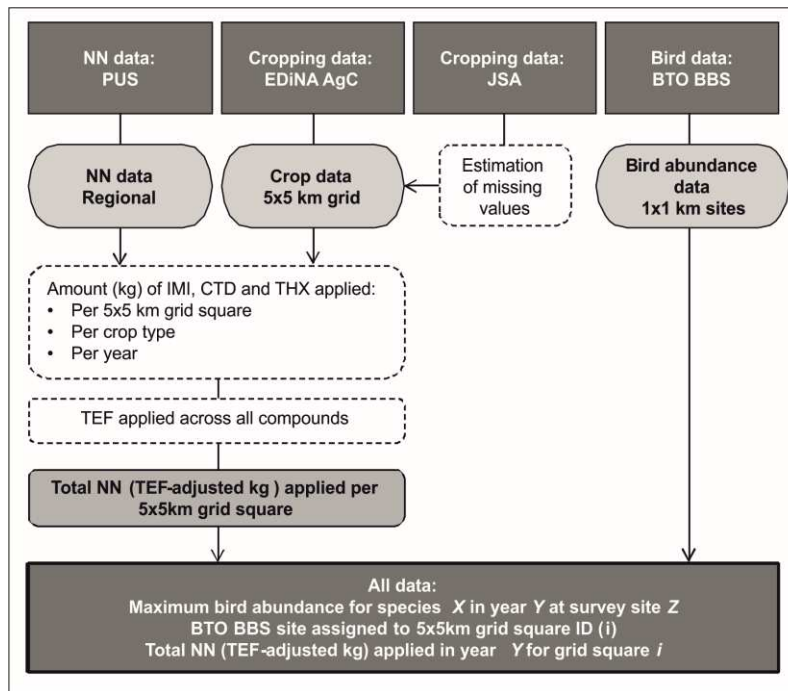 NN data:
PUS
Cropping data:
EDiNA AgC
Cropping data:
JSA
Bird data:
BTO BBS
NN data
Regional
Crop data
5x5 km grid
Estimation
of missing
values
Bird abundance
data
1x1 km sites
Amount (kg) of IMI, CTD and THX applied:
• Per 5x5 km grid square
• Per crop type
• Per year
TEF applied across all compounds
Total NN (TEF-adjusted kg ) applied per
5x5km grid square
All data:
Maximum bird abundance for species X in year Y at survey site Z
BTO BBS site assigned to 5x5km grid square ID (i)
Total NN (TEF-adjusted kg) applied in year Y for grid square i